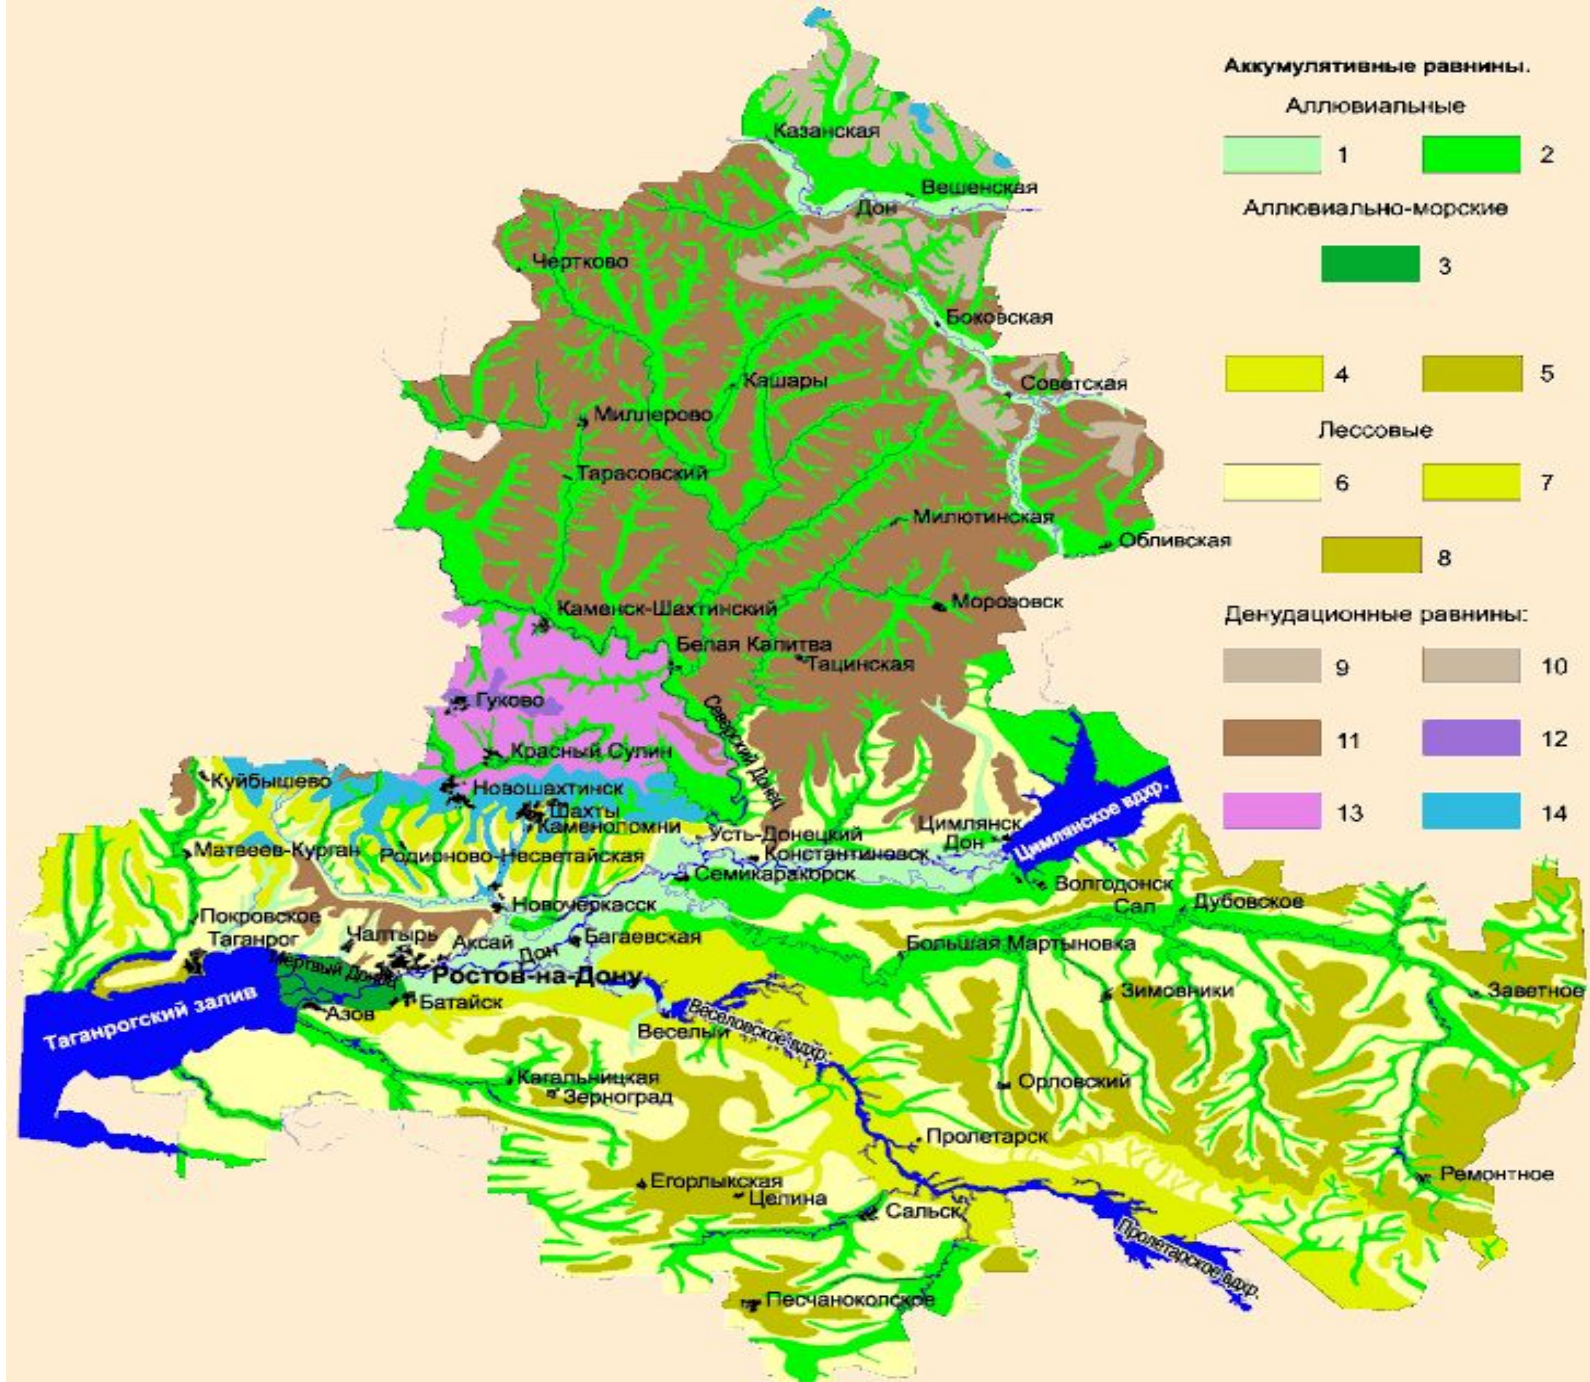 Аккумулятивные равнины.
Аллювиальные
1 2
Аллювиально-морские
3
4 5
Лессовые
6 7
8
Денудационные равнины:
9 10
11 12
13 14
Казанская
Вешенская
Дон
Чертково
Боковская
Кашары
Советская
Миллерово
Тарасовский
Милютинская
Обливская
Каменск-Шахтинский
Морозовск
Белая Калитва
Тацинская
Гуково
Северский Донец
Красный Сулин
Куйбышево
Новошахтинск
Шахты
Каменоломни
Цимлянское вдхр.
Усть-Донецкий
Цимлянск
Дон
Матвеев-Курган
Родионово-Несветайская
Константиневск
Семикаракорск
Волгодонск
Сал
Дубовское
Новочеркасск
Покровское
Таганрог
Чалтырь
Аксай
Дон
Багаевская
Большая Мартыновка
Мертвый Донец
Ростов-на-Дону
Батайск
Азов
Таганрогский залив
Зимовники
Заветное
Веселый
Веселовское вдхр.
Кагальницкая
Зерноград
Орловский
Пролетарск
Егорлыкская
Целина
Сальск
Ремонтное
Пролетарское вдхр.
Песчанокопское